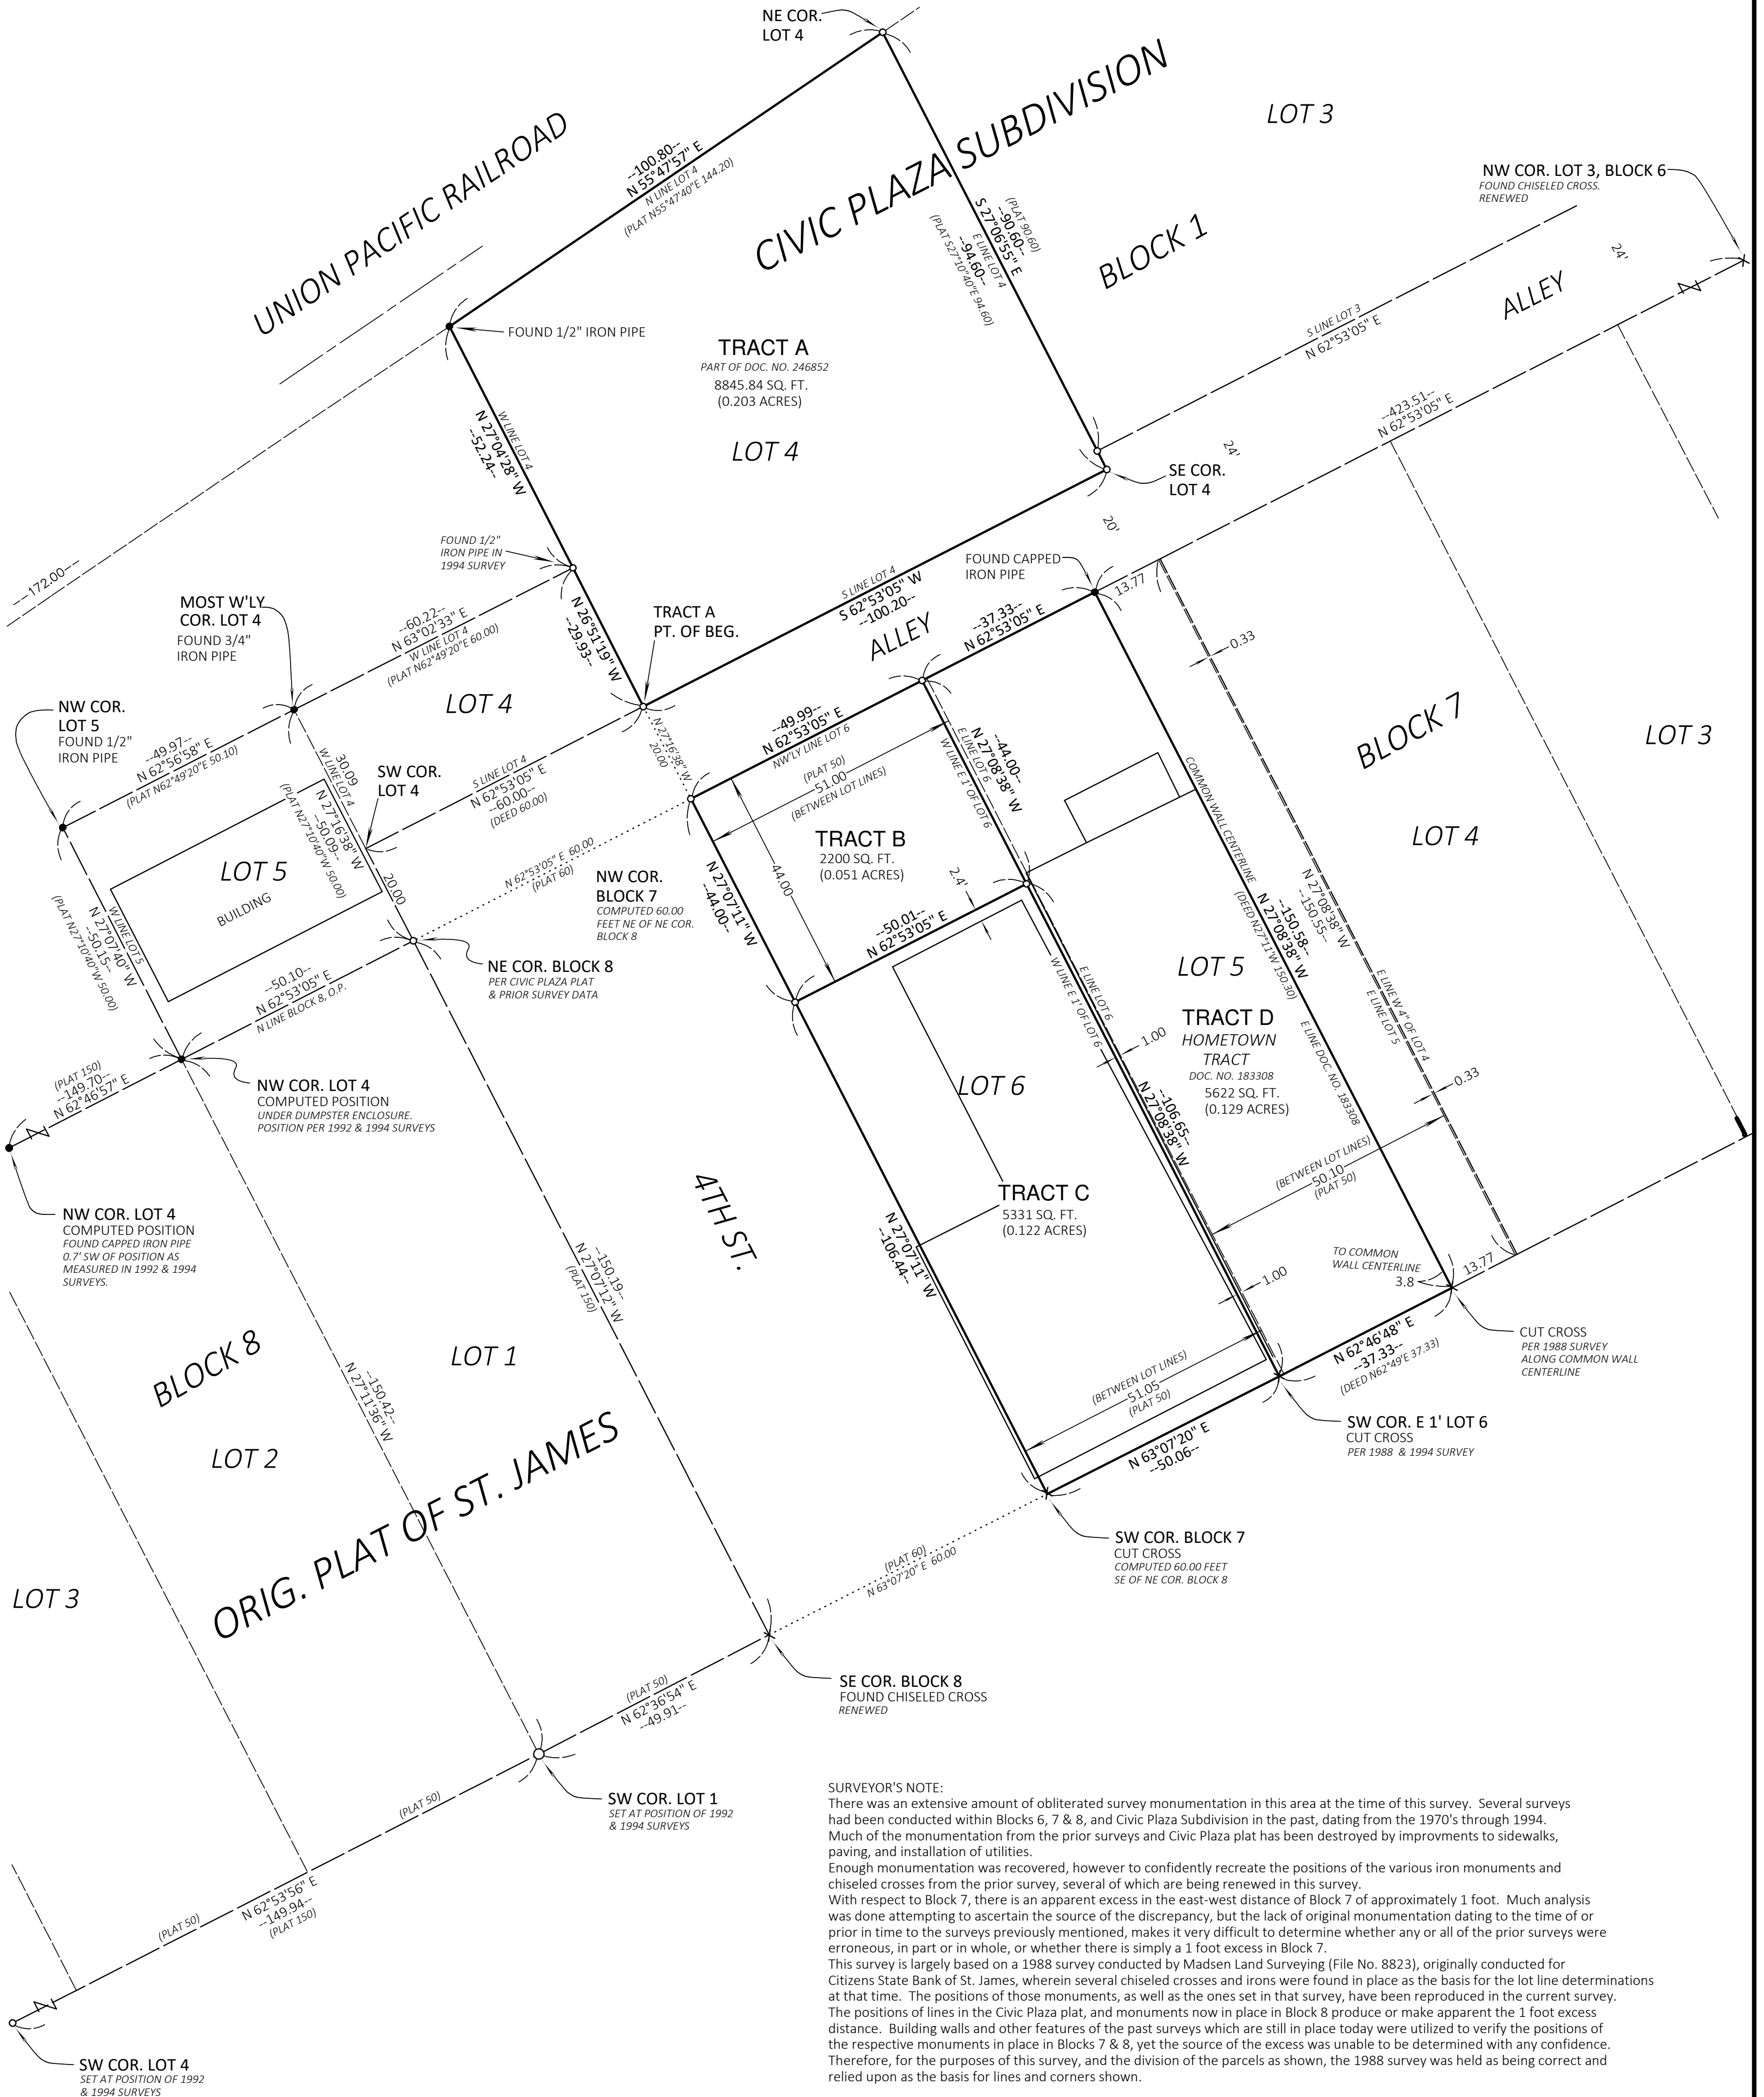 NE COR.
LOT 4
CIVIC PLAZA SUBDIVISION
LOT 3
UNION PACIFIC RAILROAD
--100.80--
N 55°47'57" E
N LINE LOT 4
(PLAT N55°47'40"E 144.20)
NW COR. LOT 3, BLOCK 6
FOUND CHISELED CROSS.
RENEWED
(PLAT 90.60)
--90.60--
S 27°06'55" E
E LINE LOT 4
--94.60--
(PLAT S27°10'40"E 94.60)
BLOCK 1
24'
ALLEY
S LINE LOT 3
N 62°53'05" E
FOUND 1/2" IRON PIPE
TRACT A
PART OF DOC. NO. 246852
8845.84 SQ. FT.
(0.203 ACRES)
LOT 4
W LINE LOT 4
N 27°04'28" W
--52.24--
--423.51--
N 62°53'05" E
24'
SE COR.
LOT 4
20'
FOUND 1/2"
IRON PIPE IN
1994 SURVEY
FOUND CAPPED
IRON PIPE
13.77
--172.00--
MOST W'LY
COR. LOT 4
FOUND 3/4"
IRON PIPE
--60.22--
N 63°02'33" E
W LINE LOT 4
(PLAT N62°49'20"E 60.00)
N 26°51'19" W
--29.93--
TRACT A
PT. OF BEG.
S LINE LOT 4
S 62°53'05" W
--100.20--
ALLEY
--37.33--
N 62°53'05" E
0.33
NW COR.
LOT 5
FOUND 1/2"
IRON PIPE
--49.97--
N 62°56'58" E
(PLAT N62°49'20"E 50.10)
LOT 4
30.09
W LINE LOT 4
N 27°16'38" W
--50.09--
(PLAT N27°10'40"W 50.00)
SW COR.
LOT 4
S LINE LOT 4
N 62°53'05" E
--60.00--
(DEED 60.00)
N 27°16'38" W
20.00
--49.99--
N 62°53'05" E
NW'LY LINE LOT 6
(PLAT 50)
51.00
(BETWEEN LOT LINES)
--44.00--
N 27°08'38" W
E LINE LOT 6
W LINE E 1' OF LOT 6
BLOCK 7
LOT 3
COMMON WALL CENTERLINE
LOT 4
TRACT B
2200 SQ. FT.
(0.051 ACRES)
44.00
2.4'
LOT 5
BUILDING
20.00
W LINE LOT 5
N 27°07'40" W
--50.15--
(PLAT N27°10'40"W 50.00)
N 62°53'05" E  60.00
(PLAT 60)
NW COR.
BLOCK 7
COMPUTED 60.00
FEET NE OF NE COR.
BLOCK 8
N 27°07'11" W
--44.00--
--50.01--
N 62°53'05" E
N 27°08'38" W
--150.55--
--150.58--
N 27°08'38" W
(DEED N27°11'W 150.30)
NE COR. BLOCK 8
PER CIVIC PLAZA PLAT
& PRIOR SURVEY DATA
--50.10--
N 62°53'05" E
N LINE BLOCK 8, O.P.
LOT 5
TRACT D
HOMETOWN
TRACT
DOC. NO. 183308
5622 SQ. FT.
(0.129 ACRES)
E LINE LOT 6
W LINE E 1' OF LOT 6
E LINE DOC. NO. 183308
E LINE W 4" OF LOT 4
E LINE LOT 5
1.00
0.33
(PLAT 150)
--149.70--
N 62°46'57" E
NW COR. LOT 4
COMPUTED POSITION
UNDER DUMPSTER ENCLOSURE.
POSITION PER 1992 & 1994 SURVEYS
LOT 6
--106.65--
N 27°08'38" W
(BETWEEN LOT LINES)
50.10
(PLAT 50)
4TH ST.
TRACT C
5331 SQ. FT.
(0.122 ACRES)
NW COR. LOT 4
COMPUTED POSITION
FOUND CAPPED IRON PIPE
0.7' SW OF POSITION AS
MEASURED IN 1992 & 1994
SURVEYS.
N 27°07'11" W
--106.44--
--150.19--
N 27°07'12" W
(PLAT 150)
TO COMMON
WALL CENTERLINE
3.8
13.77
1.00
CUT CROSS
PER 1988 SURVEY
ALONG COMMON WALL
CENTERLINE
N 62°46'48" E
--37.33--
(DEED N62°49'E 37.33)
BLOCK 8
LOT 1
--150.42--
N 27°11'36" W
(BETWEEN LOT LINES)
51.05
(PLAT 50)
SW COR. E 1' LOT 6
CUT CROSS
PER 1988  & 1994 SURVEY
N 63°07'20" E
--50.06--
LOT 2
ORIG. PLAT OF ST. JAMES
SW COR. BLOCK 7
CUT CROSS
COMPUTED 60.00 FEET
SE OF NE COR. BLOCK 8
(PLAT 60)
N 63°07'20" E  60.00
LOT 3
SE COR. BLOCK 8
FOUND CHISELED CROSS
RENEWED
(PLAT 50)
N 62°36'54" E
--49.91--
SW COR. LOT 1
SET AT POSITION OF 1992
& 1994 SURVEYS
(PLAT 50)
(PLAT 50)
N 62°53'56" E
--149.94--
(PLAT 150)
SW COR. LOT 4
SET AT POSITION OF 1992
& 1994 SURVEYS
SURVEYOR'S NOTE:
There was an extensive amount of obliterated survey monumentation in this area at the time of this survey.  Several surveys
had been conducted within Blocks 6, 7 & 8, and Civic Plaza Subdivision in the past, dating from the 1970's through 1994.
Much of the monumentation from the prior surveys and Civic Plaza plat has been destroyed by improvments to sidewalks,
paving, and installation of utilities.
Enough monumentation was recovered, however to confidently recreate the positions of the various iron monuments and
chiseled crosses from the prior survey, several of which are being renewed in this survey.
With respect to Block 7, there is an apparent excess in the east-west distance of Block 7 of approximately 1 foot.  Much analysis
was done attempting to ascertain the source of the discrepancy, but the lack of original monumentation dating to the time of or
prior in time to the surveys previously mentioned, makes it very difficult to determine whether any or all of the prior surveys were
erroneous, in part or in whole, or whether there is simply a 1 foot excess in Block 7.
This survey is largely based on a 1988 survey conducted by Madsen Land Surveying (File No. 8823), originally conducted for
Citizens State Bank of St. James, wherein several chiseled crosses and irons were found in place as the basis for the lot line determinations
at that time.  The positions of those monuments, as well as the ones set in that survey, have been reproduced in the current survey.
The positions of lines in the Civic Plaza plat, and monuments now in place in Block 8 produce or make apparent the 1 foot excess
distance.  Building walls and other features of the past surveys which are still in place today were utilized to verify the positions of
the respective monuments in place in Blocks 7 & 8, yet the source of the excess was unable to be determined with any confidence.
Therefore, for the purposes of this survey, and the division of the parcels as shown, the 1988 survey was held as being correct and
relied upon as the basis for lines and corners shown.